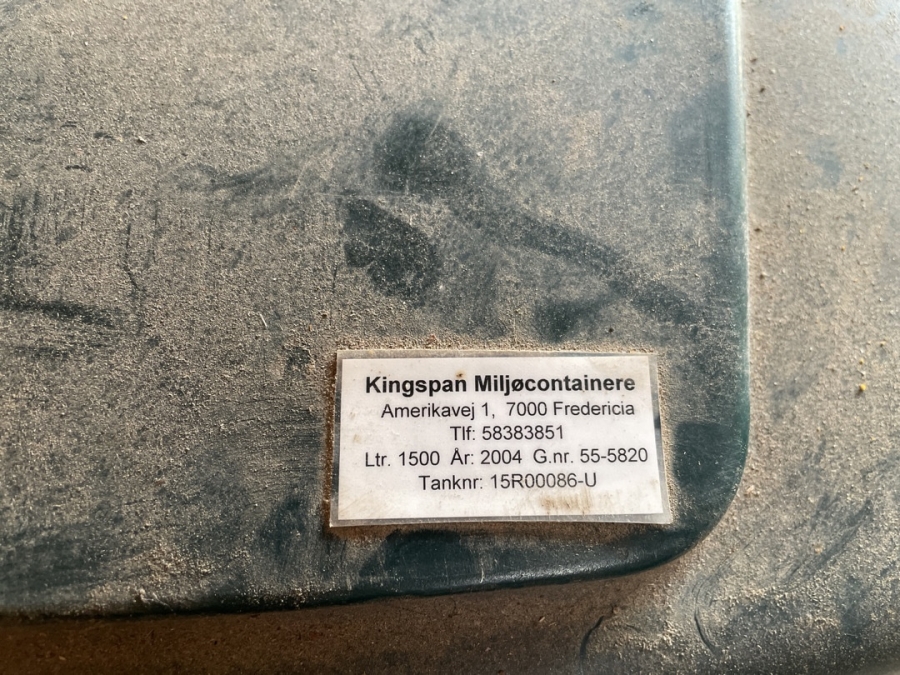 Kingspan Miljøcontainere
Amerikavej 1, 7000 Fredericia
Tlf: 58383851
Ltr. 1500 År: 2004 G.nr. 55-5820
Tanknr: 15R00086-U